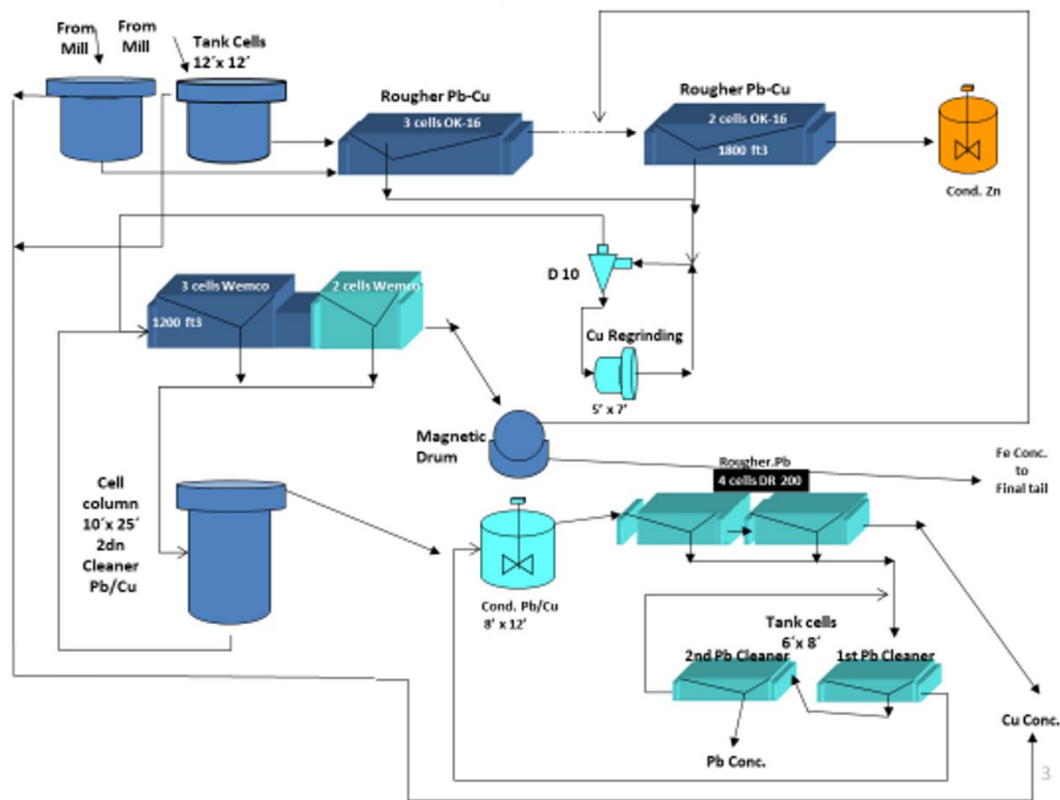 From
Mill
From
Mill
Tank Cells
12´x 12´
Rougher Pb-Cu
3 cells OK-16
Rougher Pb-Cu
2 cells OK-16
1800 ft3
Cond. Zn
D 10
3 cells Wemco
2 cells Wemco
1200 ft3
Cu Regrinding
5´ x 7´
Magnetic
Drum
Fe Conc.
to
Final tail
Rougher.Pb
4 cells DR 200
Cell
column
10´x 25´
2dn
Cleaner
Pb/Cu
Cond. Pb/Cu
8´ x 12´
Tank cells
6´x 8´
2nd Pb Cleaner
1st Pb Cleaner
Cu Conc.
Pb Conc.
3